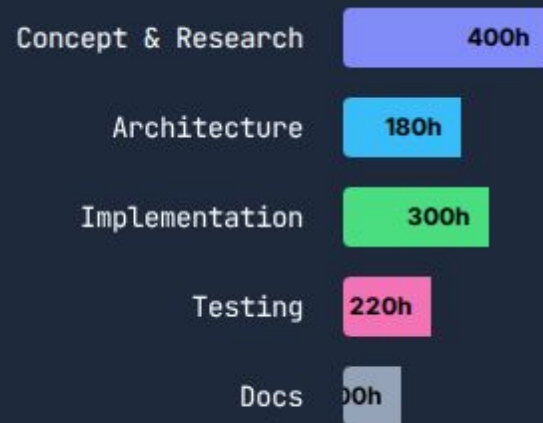 Concept & Research 400h
Architecture 180h
Implementation 300h
Testing 220h
Docs